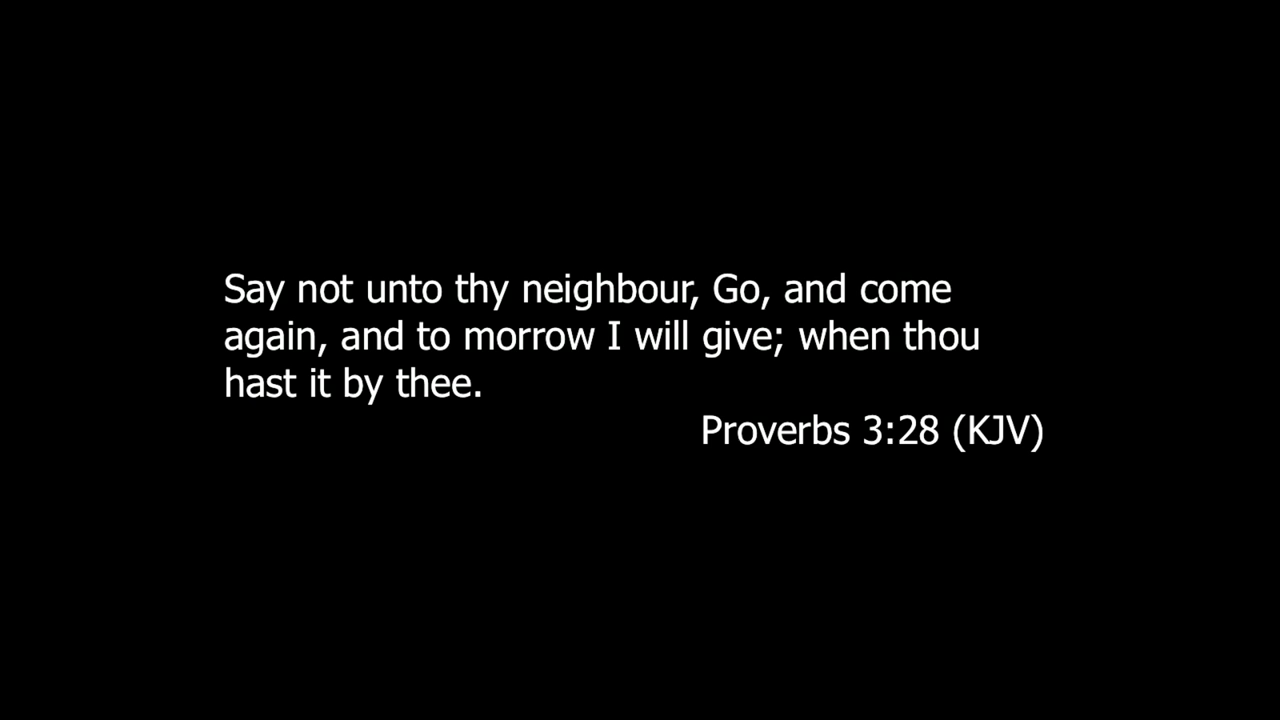 Say not unto thy neighbour, Go, and come
again, and to morrow I will give; when thou
hast it by thee.
Proverbs 3:28 (KJV)